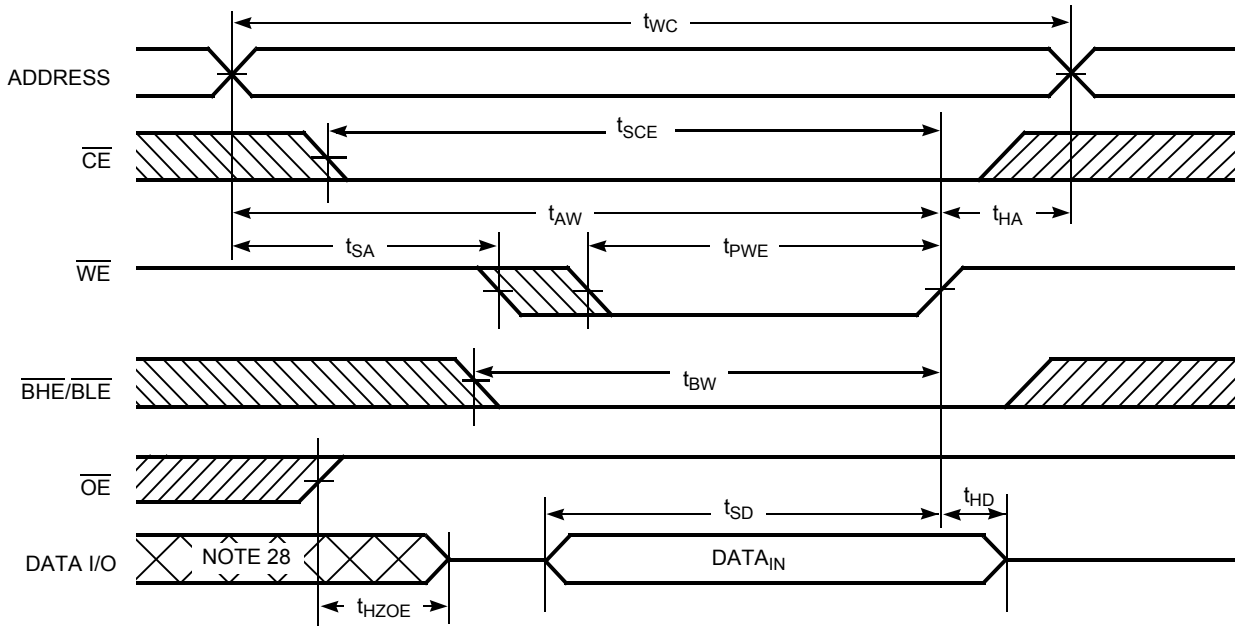 tWC
ADDRESS
tSCE
CE
tAW
tHA
tSA
tPWE
WE
tBW
BHE/BLE
OE
tSD
tHD
DATA I/O
NOTE 28
DATAIN
tHZOE